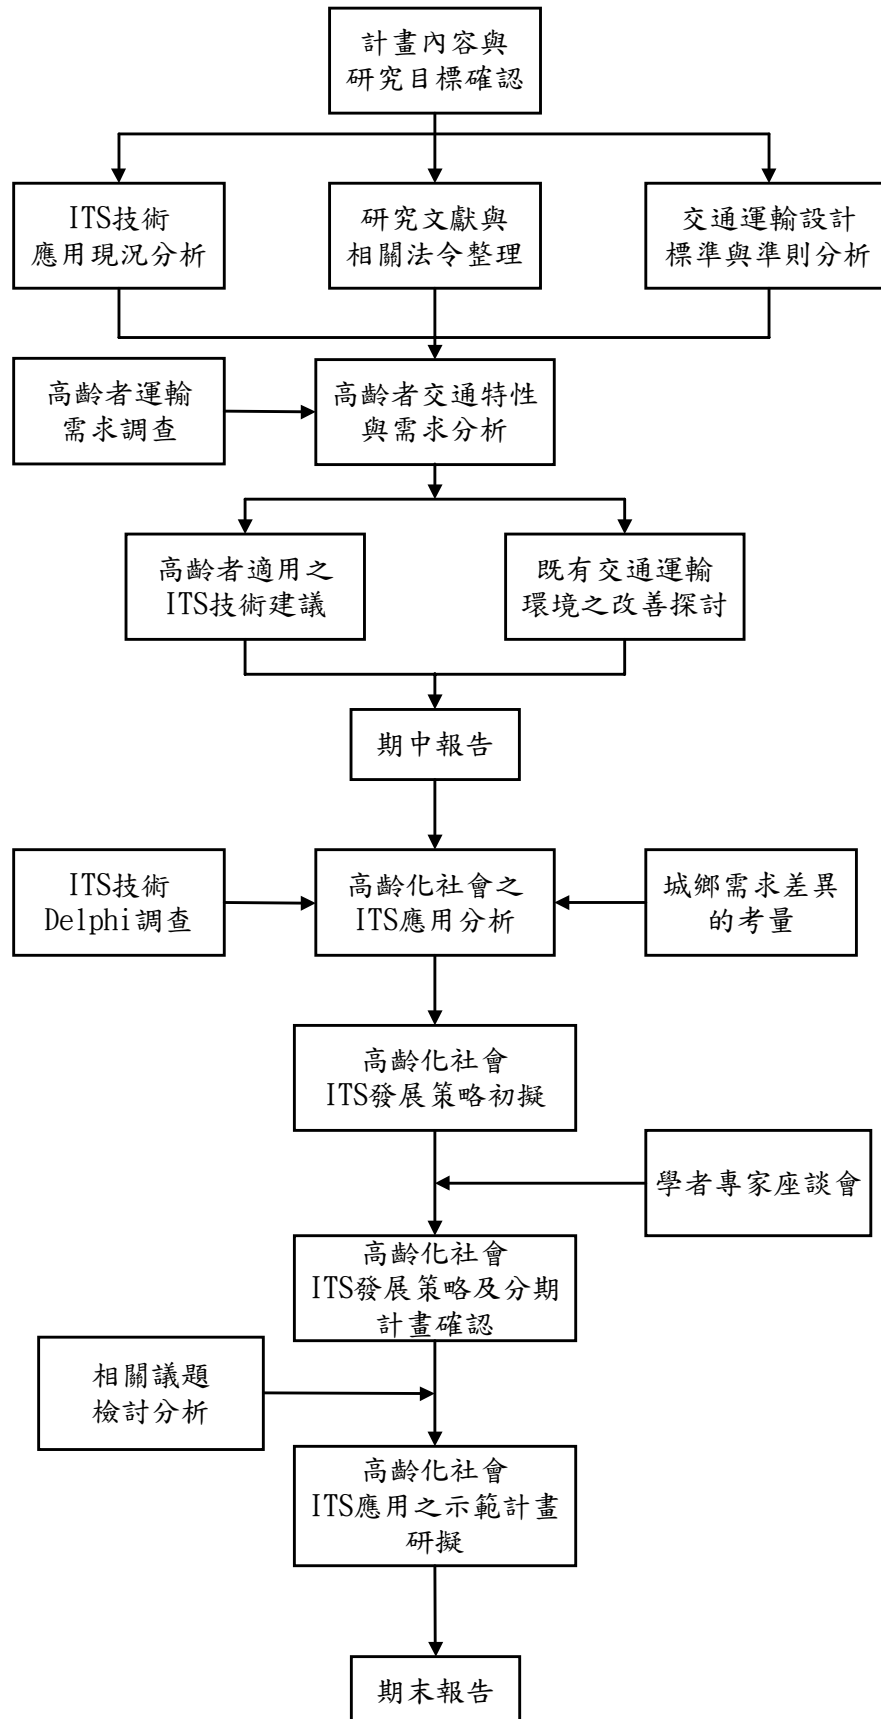 計畫內容與
研究目標確認
ITS技術
應用現況分析
研究文獻與
相關法令整理
交通運輸設計
標準與準則分析
高齡者運輸
需求調查
高齡者交通特性
與需求分析
高齡者適用之
ITS技術建議
既有交通運輸
環境之改善探討
期中報告
ITS技術
Delphi調查
高齡化社會之
ITS應用分析
城鄉需求差異
的考量
高齡化社會
ITS發展策略初擬
學者專家座談會
高齡化社會
ITS發展策略及分期
計畫確認
相關議題
檢討分析
高齡化社會
ITS應用之示範計畫
研擬
期末報告